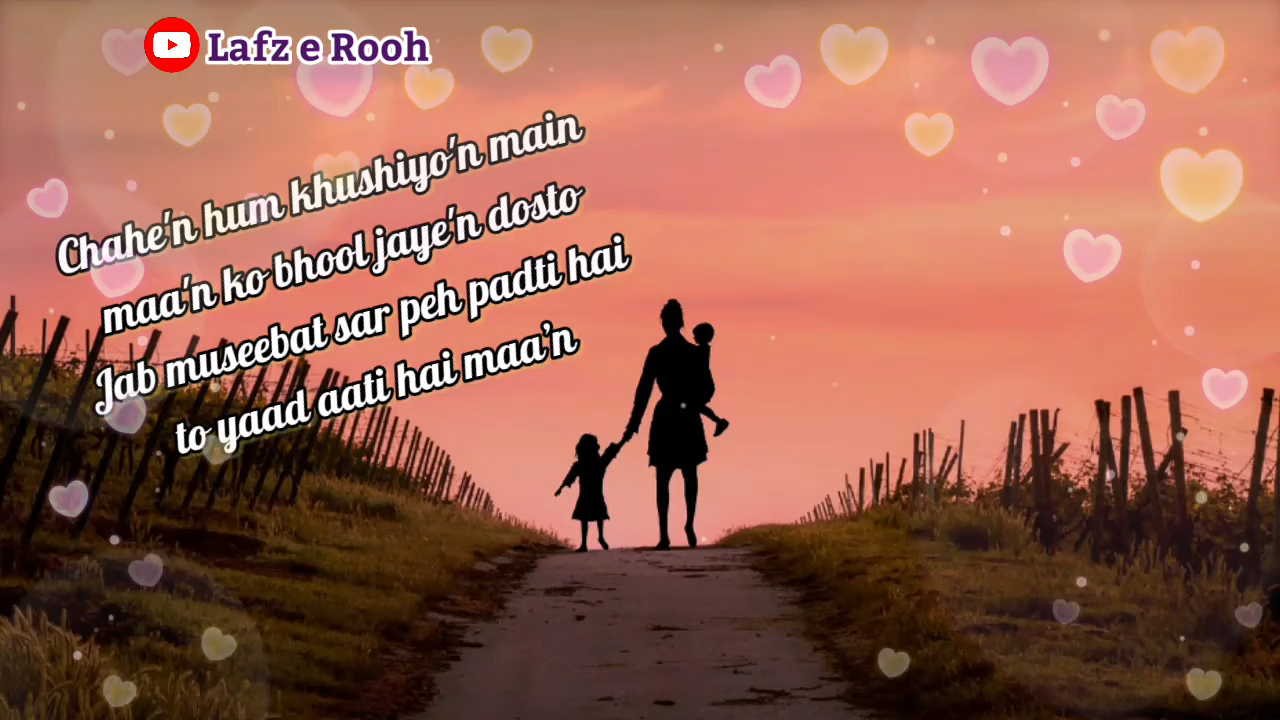 Lafz e Rooh
Chahe'n hum khushiyo'n main
maa'n ko bhool jaye'n dosto
Jab museebat sar peh padti hai
to yaad aati hai maa’n